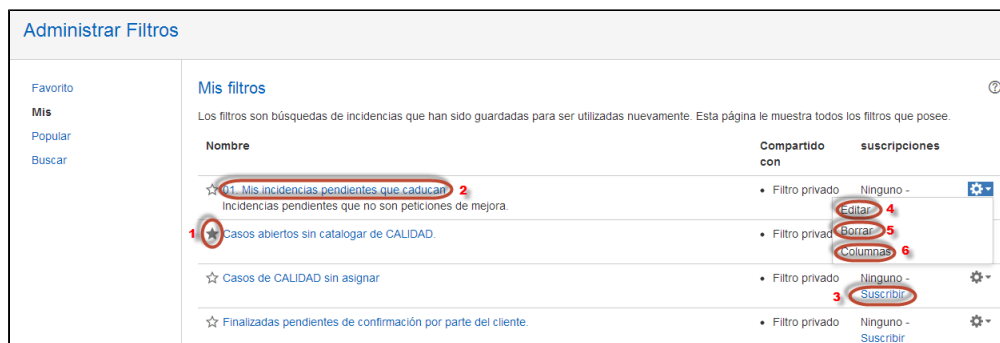 Administrar Filtros
Favorito
Mis
Popular
Buscar
Mis filtros
Los filtros son búsquedas de incidencias que han sido guardadas para ser utilizadas nuevamente. Esta página le muestra todos los filtros que posee.
Nombre Compartido con suscripciones
01. Mis incidencias pendientes que caducan 2 • Filtro privado Ninguno -
Incidencias pendientes que no son peticiones de mejora.
Editar 4
1 Casos abiertos sin catalogar de CALIDAD. • Filtro privad Borrar 5
Columnas 6
Casos de CALIDAD sin asignar • Filtro privado Ninguno -
3 Suscribir
Finalizadas pendientes de confirmación por parte del cliente. • Filtro privado Ninguno -
Suscribir